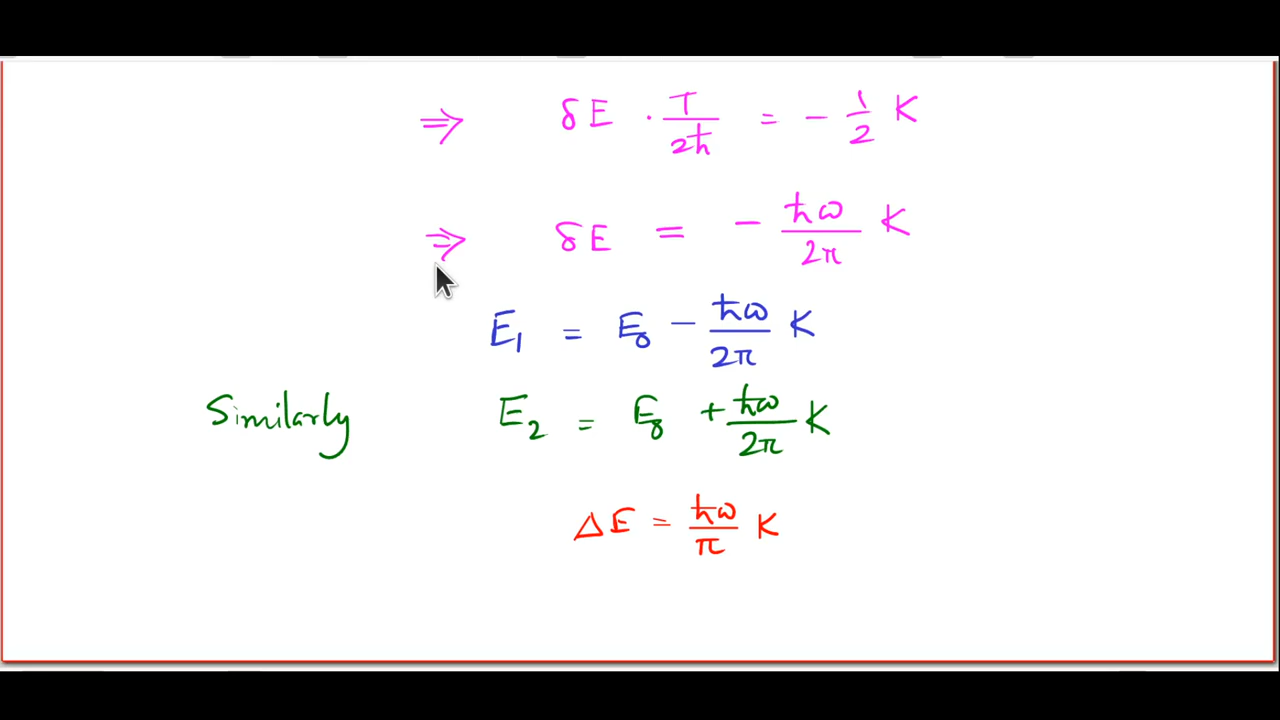 ⇒ δE · T/2ħ = - 1/2 K
⇒ δE = - ħω/2π K
E₁ = E₀ - ħω/2π K
Similarly E₂ = E₀ + ħω/2π K
ΔE = ħω/π K